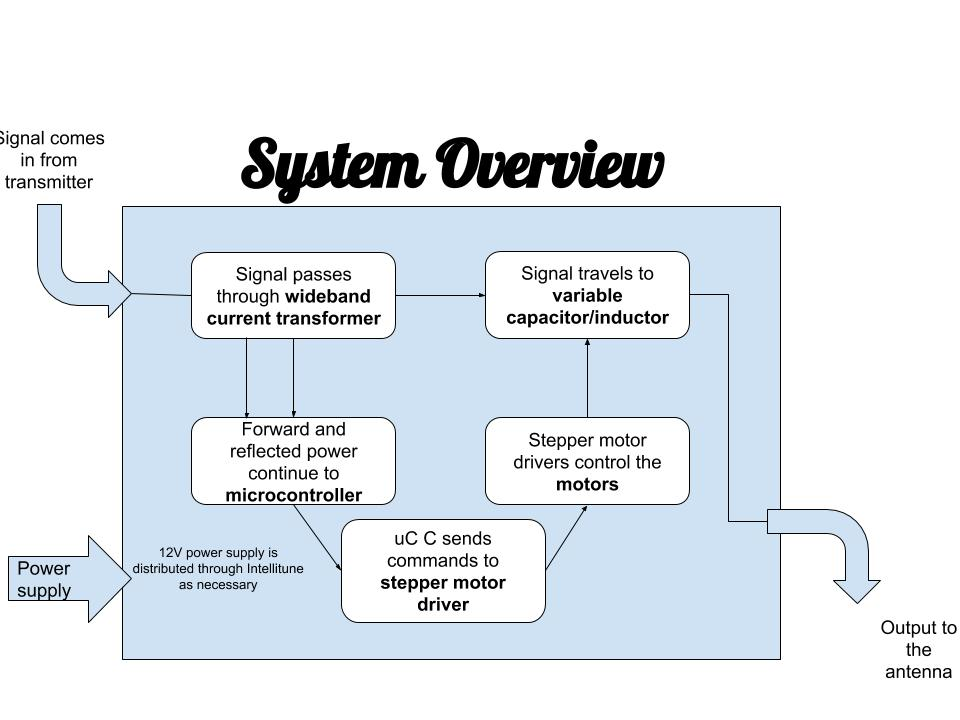 Signal comes
in from
transmitter
System Overview
Signal passes
through wideband
current transformer
Signal travels to
variable
capacitor/inductor
Forward and
reflected power
continue to
microcontroller
Stepper motor
drivers control the
motors
uC C sends
commands to
stepper motor
driver
12V power supply is
distributed through Intellitune
as necessary
Power
supply
Output to
the
antenna